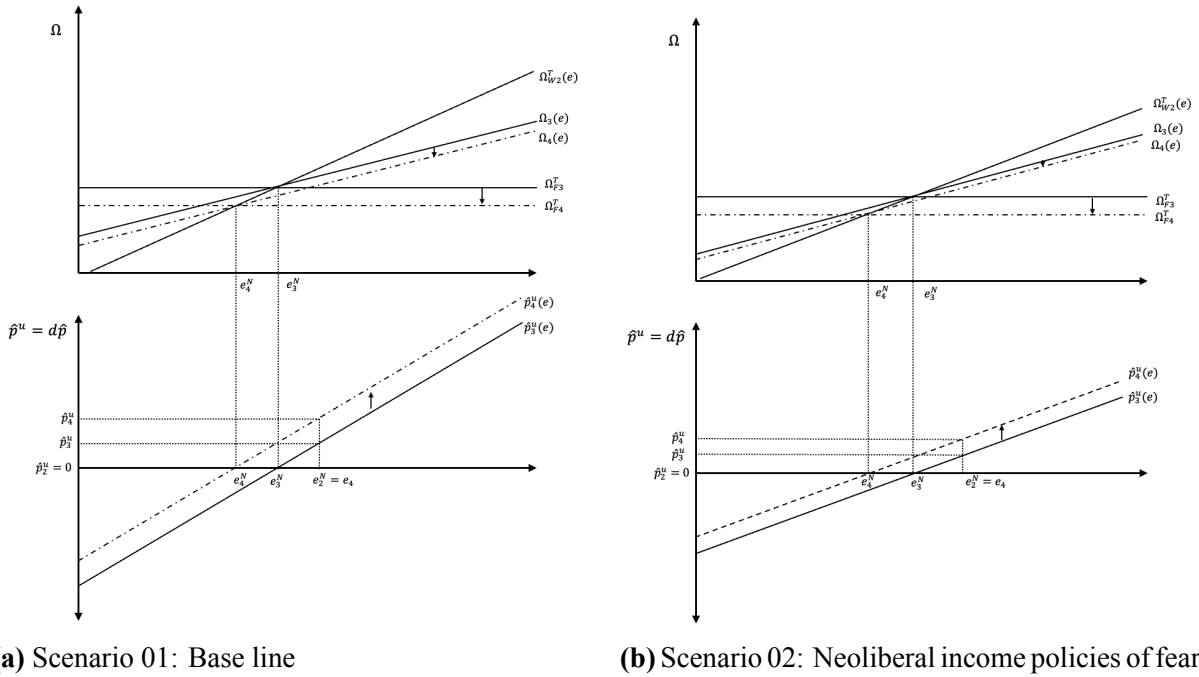 Ω
Ω^T_{W2}(e)
Ω_3(e)
Ω_4(e)
Ω^T_{F3}
Ω^T_{F4}
e^N_4
e^N_3
p̂^u = dp̂
p̂^u_4(e)
p̂^u_3(e)
p̂^u_4
p̂^u_3
p̂^u_2 = 0
e^N_4
e^N_3
e^N_2 = e_4
(a) Scenario 01: Base line
Ω
Ω^T_{W2}(e)
Ω_3(e)
Ω_4(e)
Ω^T_{F3}
Ω^T_{F4}
e^N_4
e^N_3
p̂^u = dp̂
p̂^u_4(e)
p̂^u_3(e)
p̂^u_4
p̂^u_3
p̂^u_2 = 0
e^N_4
e^N_3
e^N_2 = e_4
(b) Scenario 02: Neoliberal income policies of fear